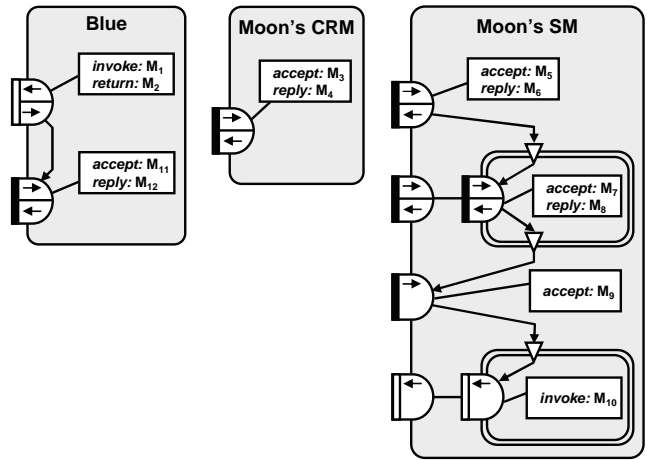 Blue
invoke: M₁
return: M₂
accept: M₁₁
reply: M₁₂
Moon's CRM
accept: M₃
reply: M₄
Moon's SM
accept: M₅
reply: M₆
accept: M₇
reply: M₈
accept: M₉
invoke: M₁₀